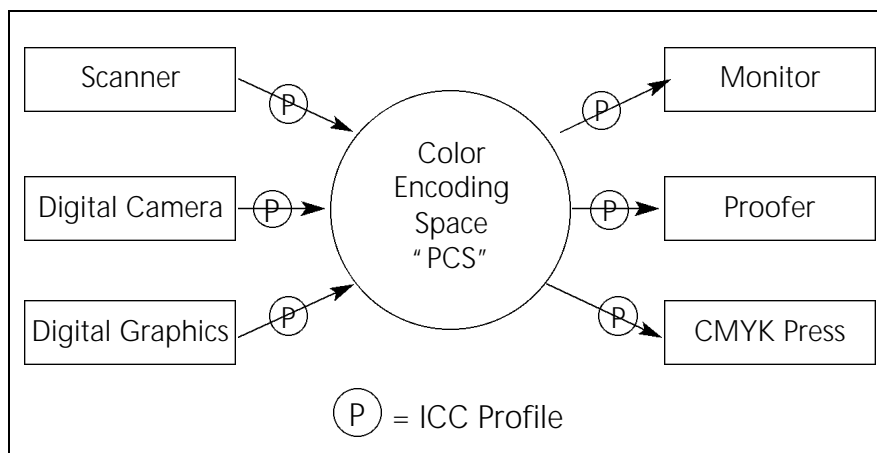 Scanner
P
Digital Camera
P
Digital Graphics
P
Color
Encoding
Space
“PCS”
P
Monitor
P
Proofer
P
CMYK Press
P = ICC Profile